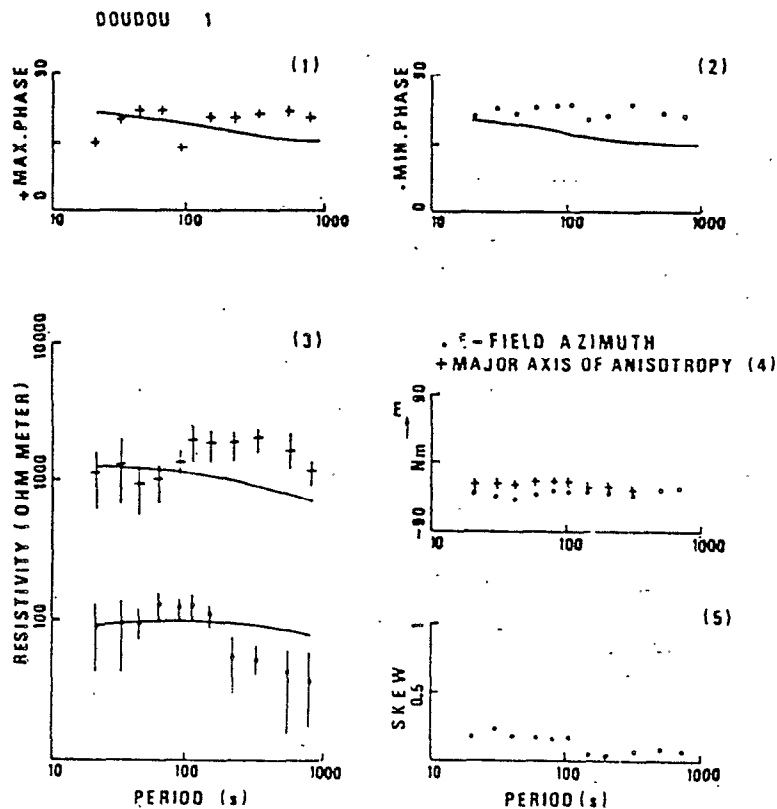 DOUDOU 1
(1)
+MAX.PHASE
90
0
10 100 1000
(2)
.MIN.PHASE
90
0
10 100 1000
(3)
RESISTIVITY (OHM METER)
10000
1000
100
10 100 1000
PERIOD (s)
. E-FIELD AZIMUTH
+MAJOR AXIS OF ANISOTROPY (4)
90
Nm → E
-90
10 100 1000
(5)
SKEW
1
0.5
10 100 1000
PERIOD(s)